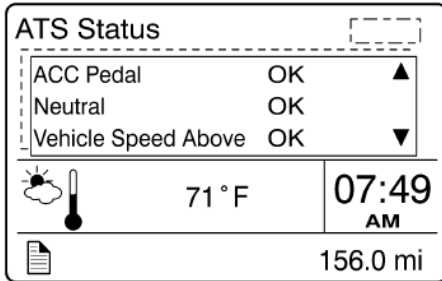 ATS Status
ACC Pedal OK
Neutral OK
Vehicle Speed Above OK
71°F
07:49
AM
156.0 mi